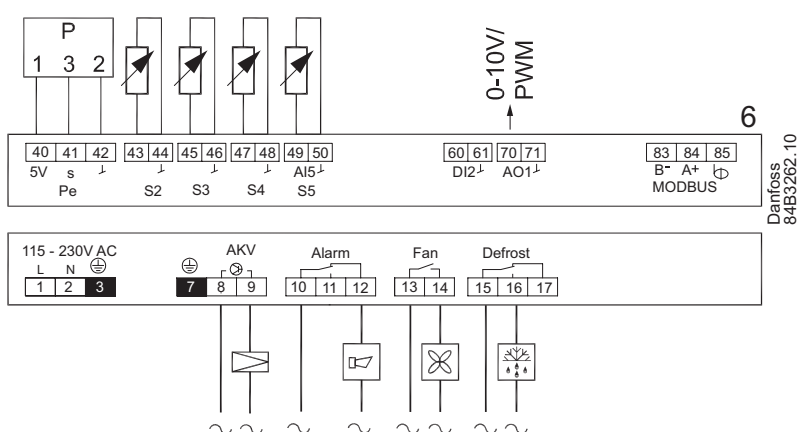 P
1 3 2
0-10V/
PWM
6
40 41 42 43 44 45 46 47 48 49 50 60 61 70 71 83 84 85
5V s AI5 DI2 AO1 B- A+
Pe S2 S3 S4 S5 MODBUS
Danfoss
84B3262.10
115 - 230V AC AKV Alarm Fan Defrost
L N
1 2 3 7 8 9 10 11 12 13 14 15 16 17